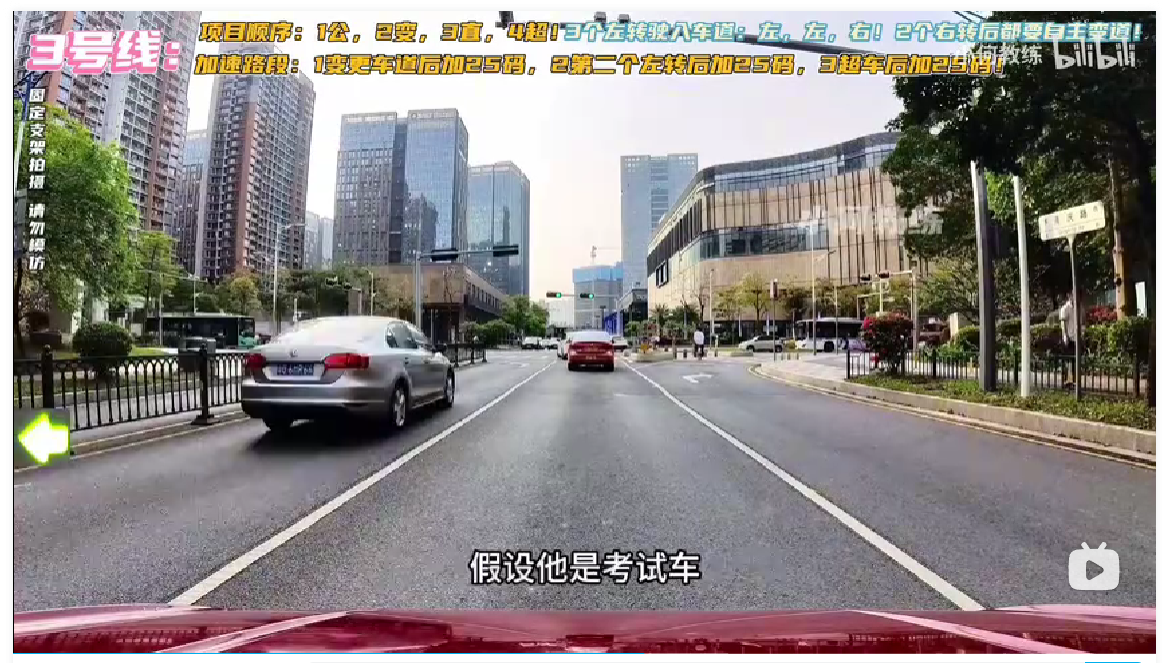 3号线:
项目顺序：1公，2变，3直，4超！3个左转驶入车道：左，左，右！2个右转后都要自主变道！
加速路段：1变更车道后加25码，2第二个左转后加25码，3超车后加25码！
bilibili
固定支架拍摄 请勿模仿
假设他是考试车